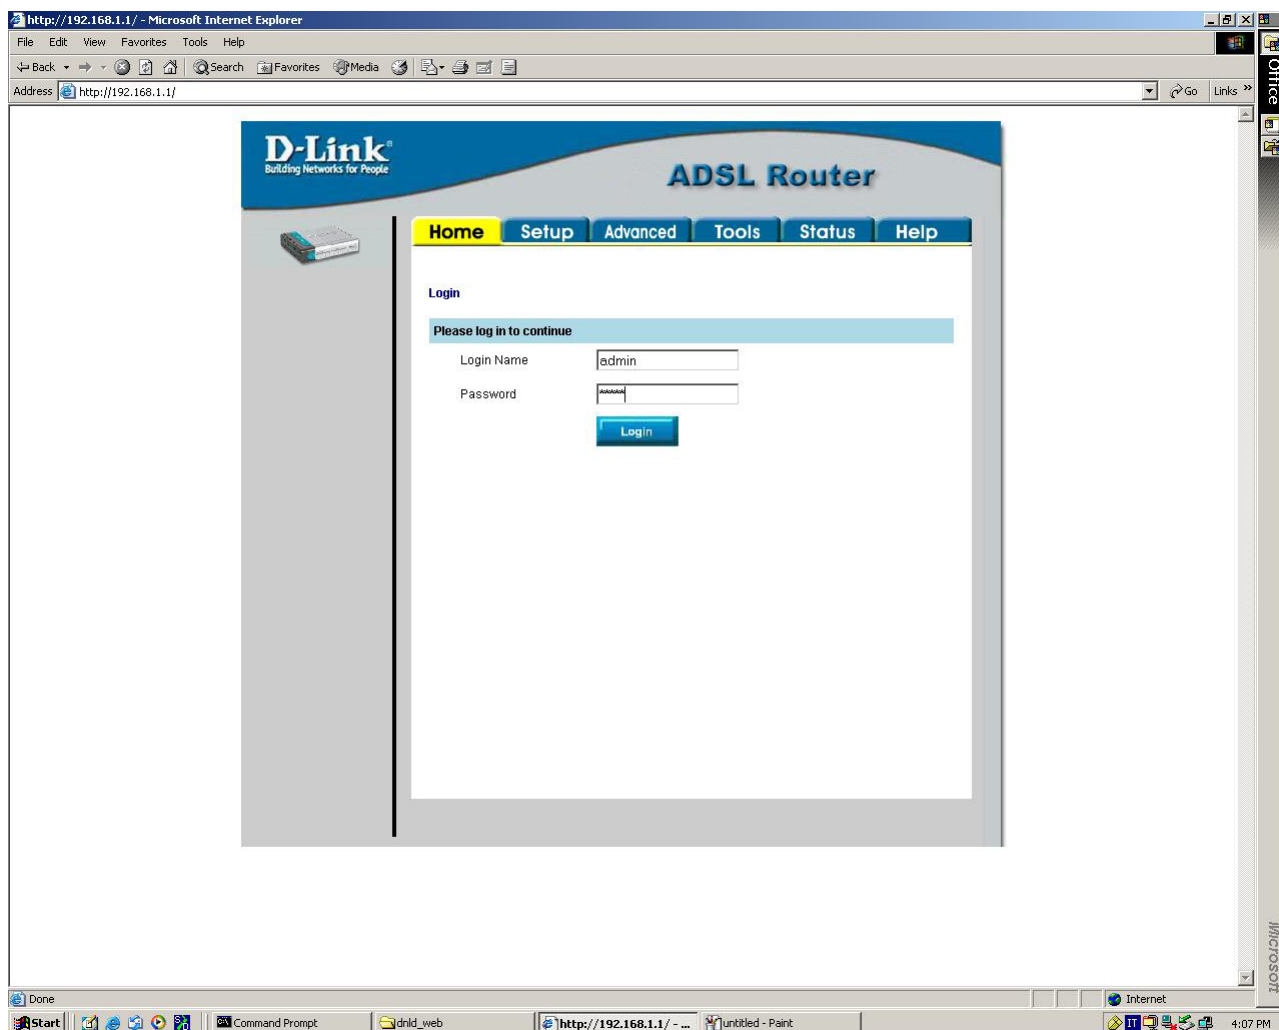 http://192.168.1.1/ - Microsoft Internet Explorer
File Edit View Favorites Tools Help
Back Search Favorites Media
Address http://192.168.1.1/ Go Links »
Office
D-Link®
Building Networks for People
ADSL Router
Home Setup Advanced Tools Status Help
Login
Please log in to continue
Login Name admin
Password *****
Login
Microsoft
Done Internet
Start Command Prompt dnld_web http://192.168.1.1/ - ... untitled - Paint IT 4:07 PM